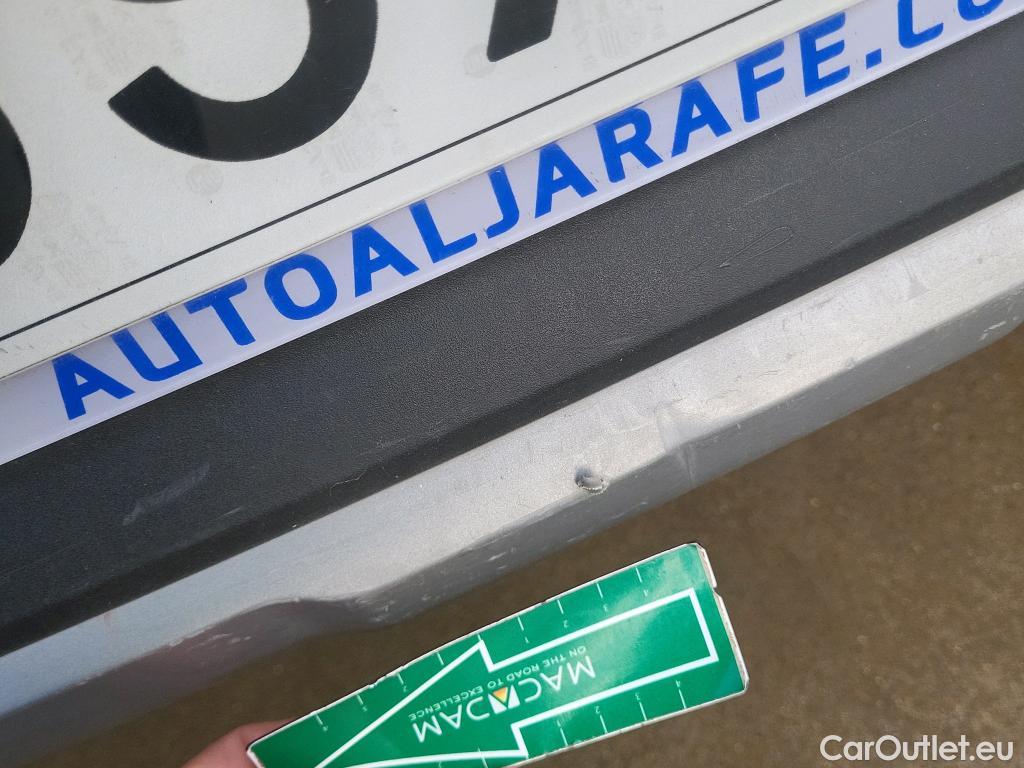 AUTOALJARAFE.CO
MACADAM
ON THE ROAD TO EXCELLENCE
CarOutlet.eu